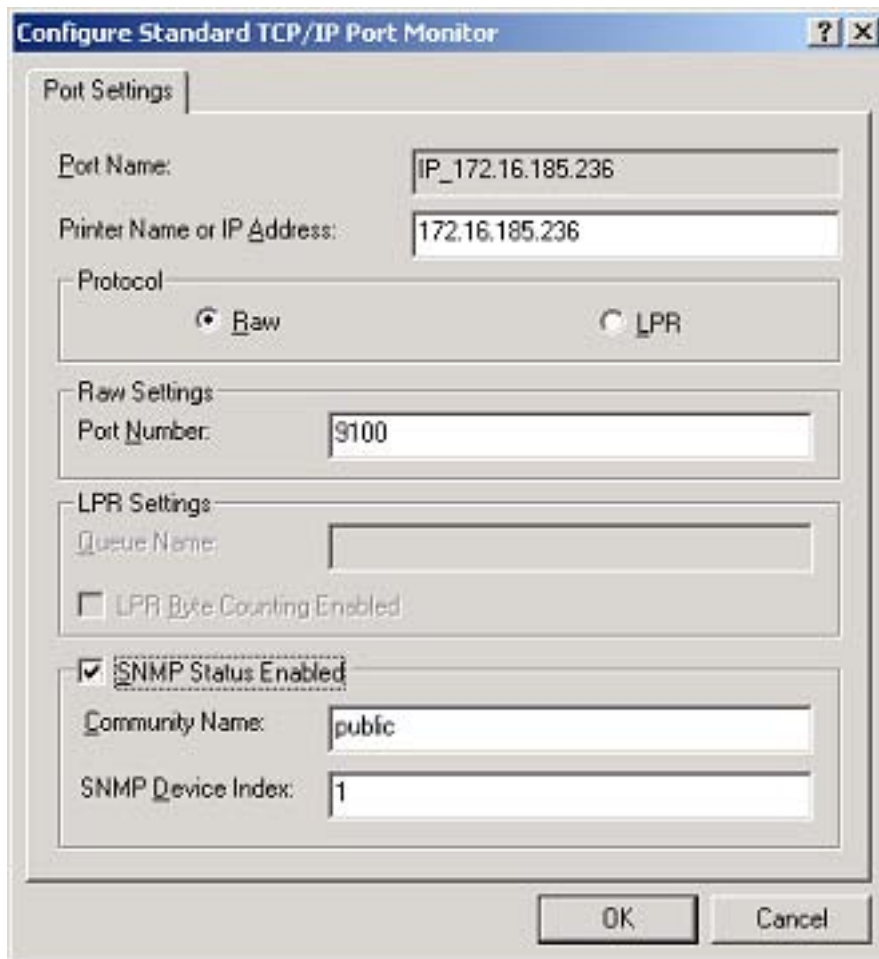 Configure Standard TCP/IP Port Monitor
Port Settings
Port Name: IP_172.16.185.236
Printer Name or IP Address: 172.16.185.236
Protocol
Raw LPR
Raw Settings
Port Number: 9100
LPR Settings
Queue Name:
LPR Byte Counting Enabled
SNMP Status Enabled
Community Name: public
SNMP Device Index: 1
OK Cancel